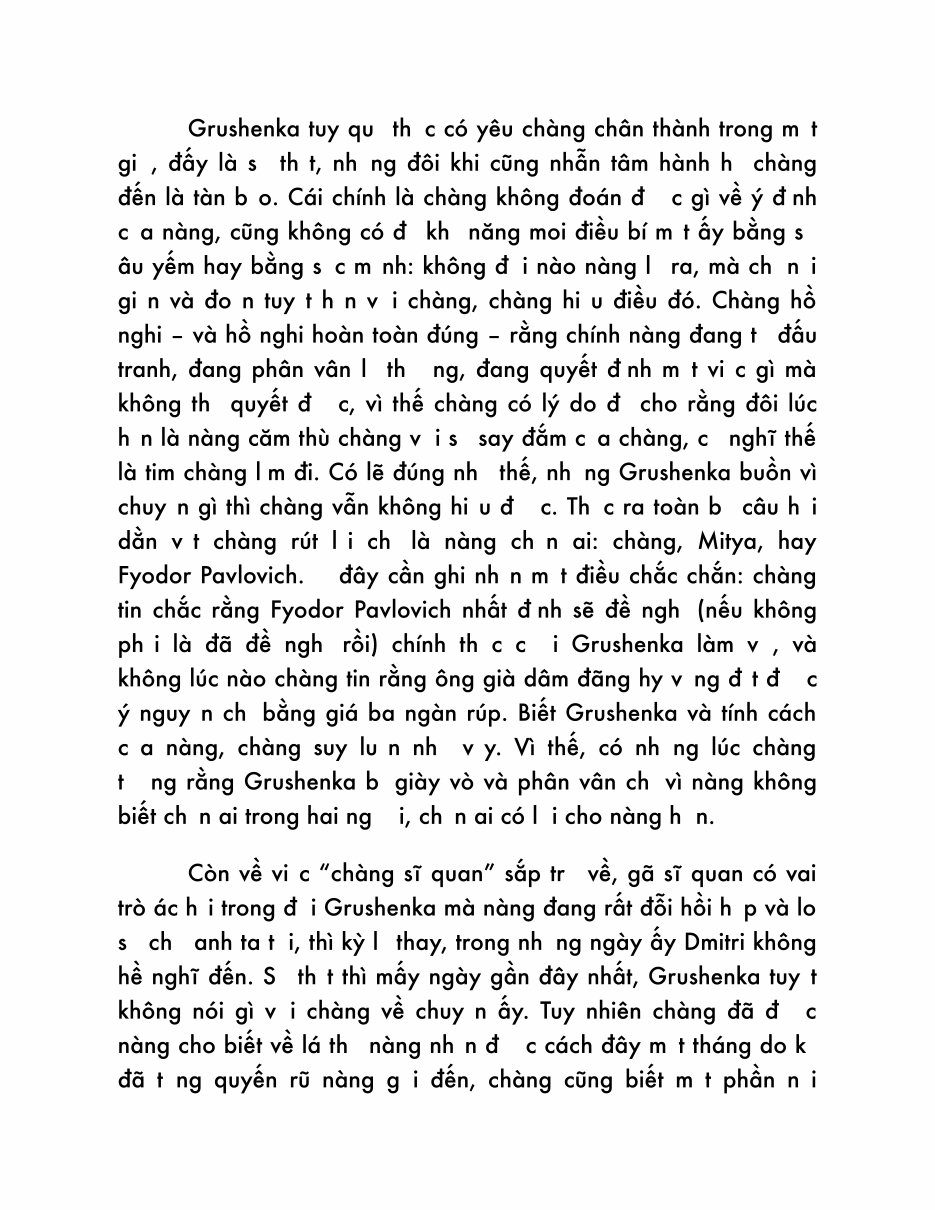 Grushenka tuy qu th c có yêu chàng chân thành trong m t
gi , đấy là s th t, nh ng đôi khi cũng nhẫn tâm hành h chàng
đến là tàn b o. Cái chính là chàng không đoán đ c gì về ý đ nh
c a nàng, cũng không có đ kh năng moi điều bí m t ấy bằng s
âu yếm hay bằng s c m nh: không đ i nào nàng l ra, mà ch n i
gi n và đo n tuy t h n v i chàng, chàng hi u điều đó. Chàng hồ
nghi – và hồ nghi hoàn toàn đúng – rằng chính nàng đang t đấu
tranh, đang phân vân l th ng, đang quyết đ nh m t vi c gì mà
không th quyết đ c, vì thế chàng có lý do đ cho rằng đôi lúc
h n là nàng căm thù chàng v i s say đắm c a chàng, c nghĩ thế
là tim chàng l m đi. Có lẽ đúng nh thế, nh ng Grushenka buồn vì
chuy n gì thì chàng vẫn không hi u đ c. Th c ra toàn b câu h i
dằn v t chàng rút l i ch là nàng ch n ai: chàng, Mitya, hay
Fyodor Pavlovich. đây cần ghi nh n m t điều chắc chắn: chàng
tin chắc rằng Fyodor Pavlovich nhất đ nh sẽ đề ngh (nếu không
ph i là đã đề ngh rồi) chính th c c i Grushenka làm v , và
không lúc nào chàng tin rằng ông già dâm đãng hy v ng đ t đ c
ý nguy n ch bằng giá ba ngàn rúp. Biết Grushenka và tính cách
c a nàng, chàng suy lu n nh v y. Vì thế, có nh ng lúc chàng
t ng rằng Grushenka b giày vò và phân vân ch vì nàng không
biết ch n ai trong hai ng i, ch n ai có l i cho nàng h n.
Còn về vi c “chàng sĩ quan” sắp tr về, gã sĩ quan có vai
trò ác h i trong đ i Grushenka mà nàng đang rất đỗi hồi h p và lo
s ch anh ta t i, thì kỳ l thay, trong nh ng ngày ấy Dmitri không
hề nghĩ đến. S th t thì mấy ngày gần đây nhất, Grushenka tuy t
không nói gì v i chàng về chuy n ấy. Tuy nhiên chàng đã đ c
nàng cho biết về lá th nàng nh n đ c cách đây m t tháng do k
đã t ng quyến rũ nàng g i đến, chàng cũng biết m t phần n i